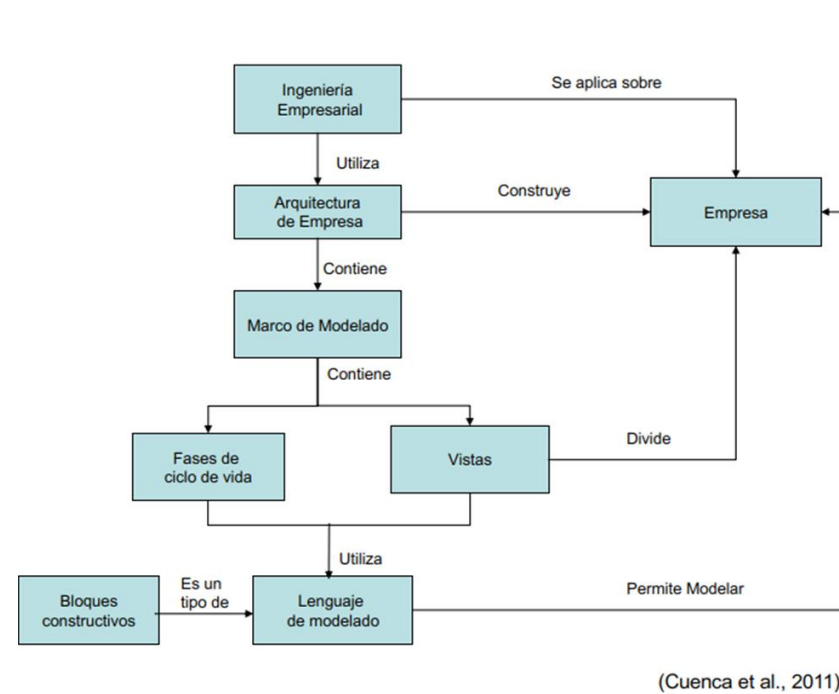 Ingeniería
Empresarial
Se aplica sobre
Utiliza
Arquitectura
de Empresa
Construye
Empresa
Contiene
Marco de Modelado
Contiene
Fases de
ciclo de vida
Vistas
Divide
Utiliza
Bloques
constructivos
Es un
tipo de
Lenguaje
de modelado
Permite Modelar
(Cuenca et al., 2011)